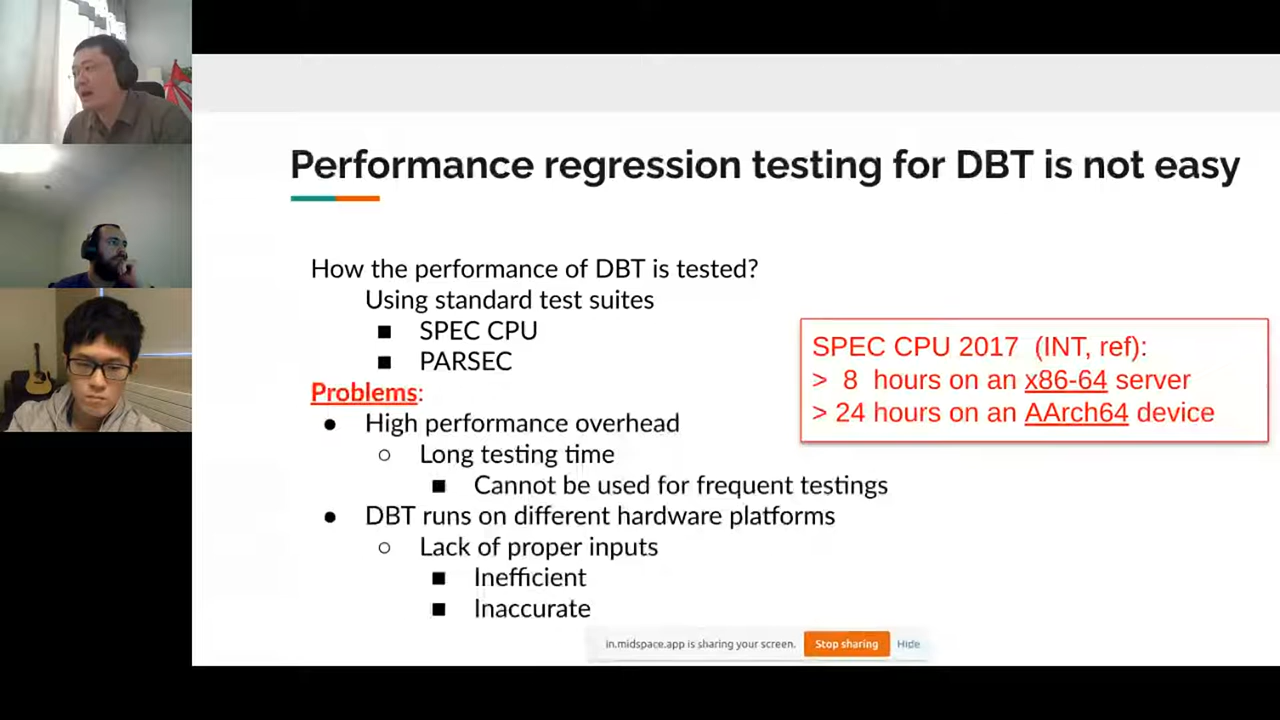 Performance regression testing for DBT is not easy
How the performance of DBT is tested?
Using standard test suites
■ SPEC CPU
■ PARSEC
Problems:
● High performance overhead
○ Long testing time
■ Cannot be used for frequent testings
● DBT runs on different hardware platforms
○ Lack of proper inputs
■ Inefficient
■ Inaccurate
SPEC CPU 2017 (INT, ref):
> 8 hours on an x86-64 server
> 24 hours on an AArch64 device
in.midspace.app is sharing your screen. Stop sharing Hide